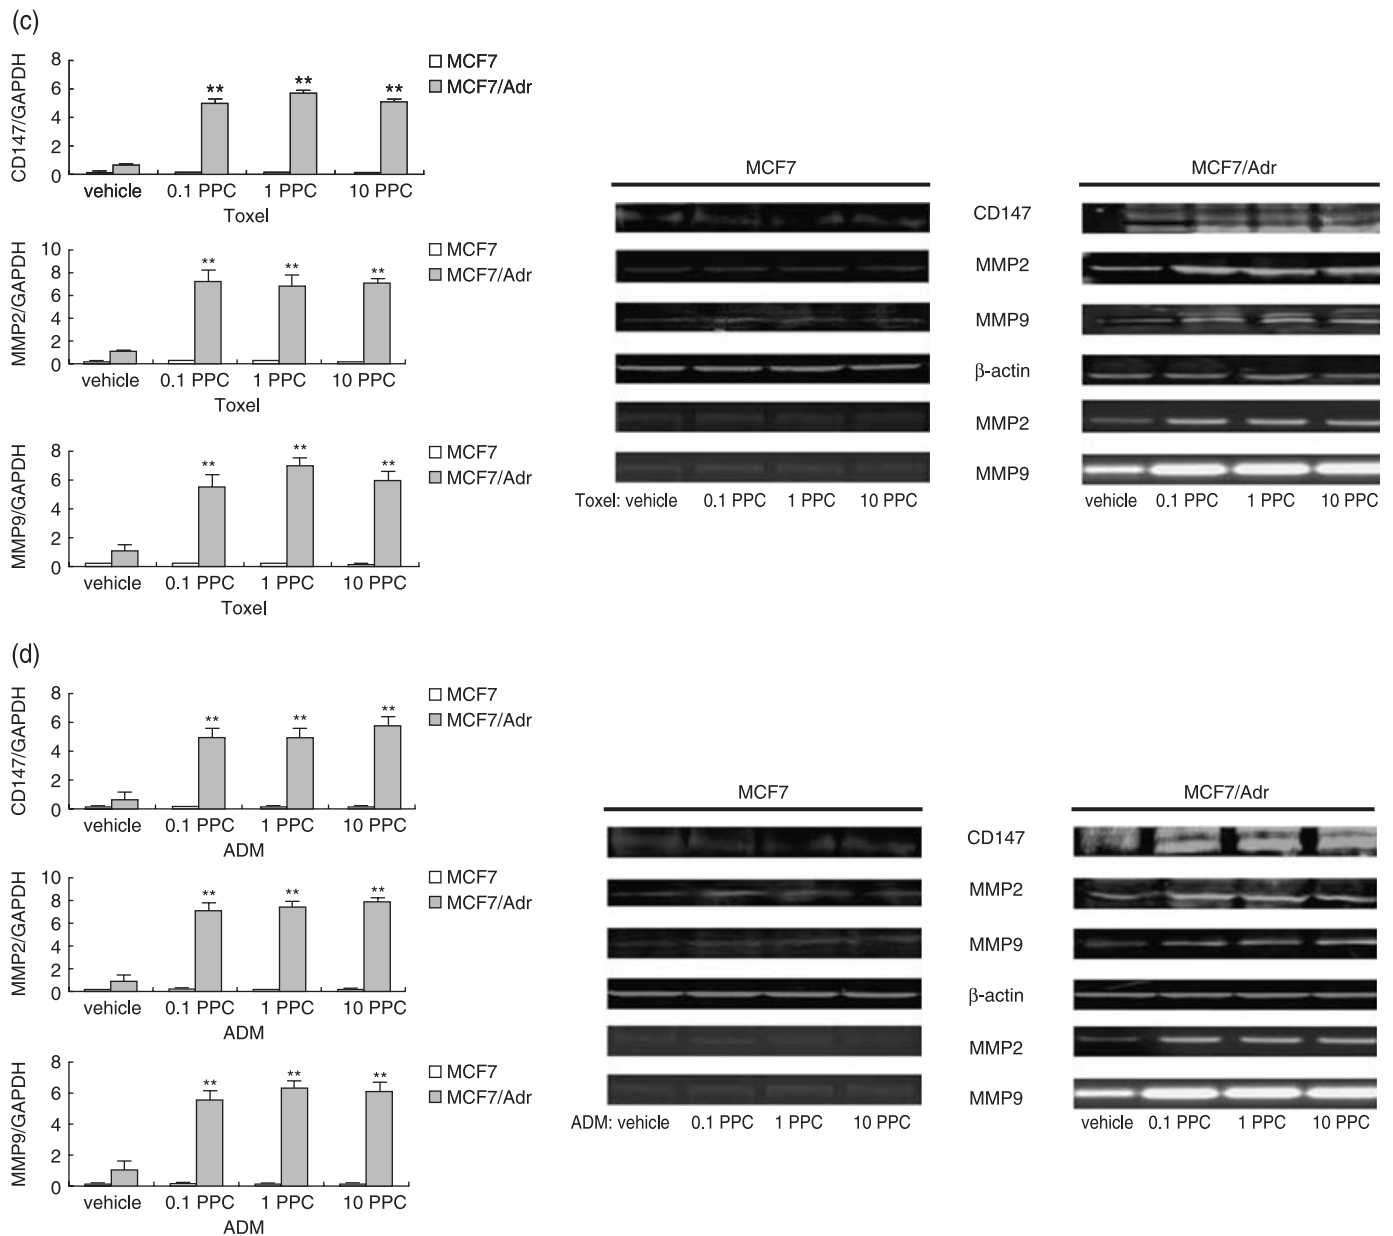 (c)
CD147/GAPDH
8
6
4
2
0
** ** **
MCF7
MCF7/Adr
vehicle 0.1 PPC 1 PPC 10 PPC
Toxel
MMP2/GAPDH
10
8
6
4
2
0
** ** **
MCF7
MCF7/Adr
vehicle 0.1 PPC 1 PPC 10 PPC
Toxel
MMP9/GAPDH
8
6
4
2
0
** ** **
MCF7
MCF7/Adr
vehicle 0.1 PPC 1 PPC 10 PPC
Toxel
MCF7 MCF7/Adr
CD147
MMP2
MMP9
β-actin
MMP2
MMP9
Toxel: vehicle 0.1 PPC 1 PPC 10 PPC vehicle 0.1 PPC 1 PPC 10 PPC
(d)
CD147/GAPDH
8
6
4
2
0
** ** **
MCF7
MCF7/Adr
vehicle 0.1 PPC 1 PPC 10 PPC
ADM
MMP2/GAPDH
10
8
6
4
2
0
** ** **
MCF7
MCF7/Adr
vehicle 0.1 PPC 1 PPC 10 PPC
ADM
MMP9/GAPDH
8
6
4
2
0
** ** **
MCF7
MCF7/Adr
vehicle 0.1 PPC 1 PPC 10 PPC
ADM
MCF7 MCF7/Adr
CD147
MMP2
MMP9
β-actin
MMP2
MMP9
ADM: vehicle 0.1 PPC 1 PPC 10 PPC vehicle 0.1 PPC 1 PPC 10 PPC